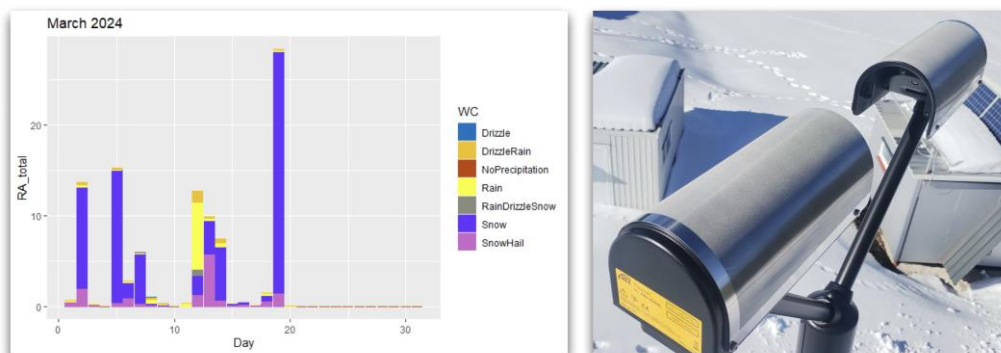 March 2024
RA_total
20
10
0
0
10
20
30
Day
WC
Drizzle
DrizzleRain
NoPrecipitation
Rain
RainDrizzleSnow
Snow
SnowHail